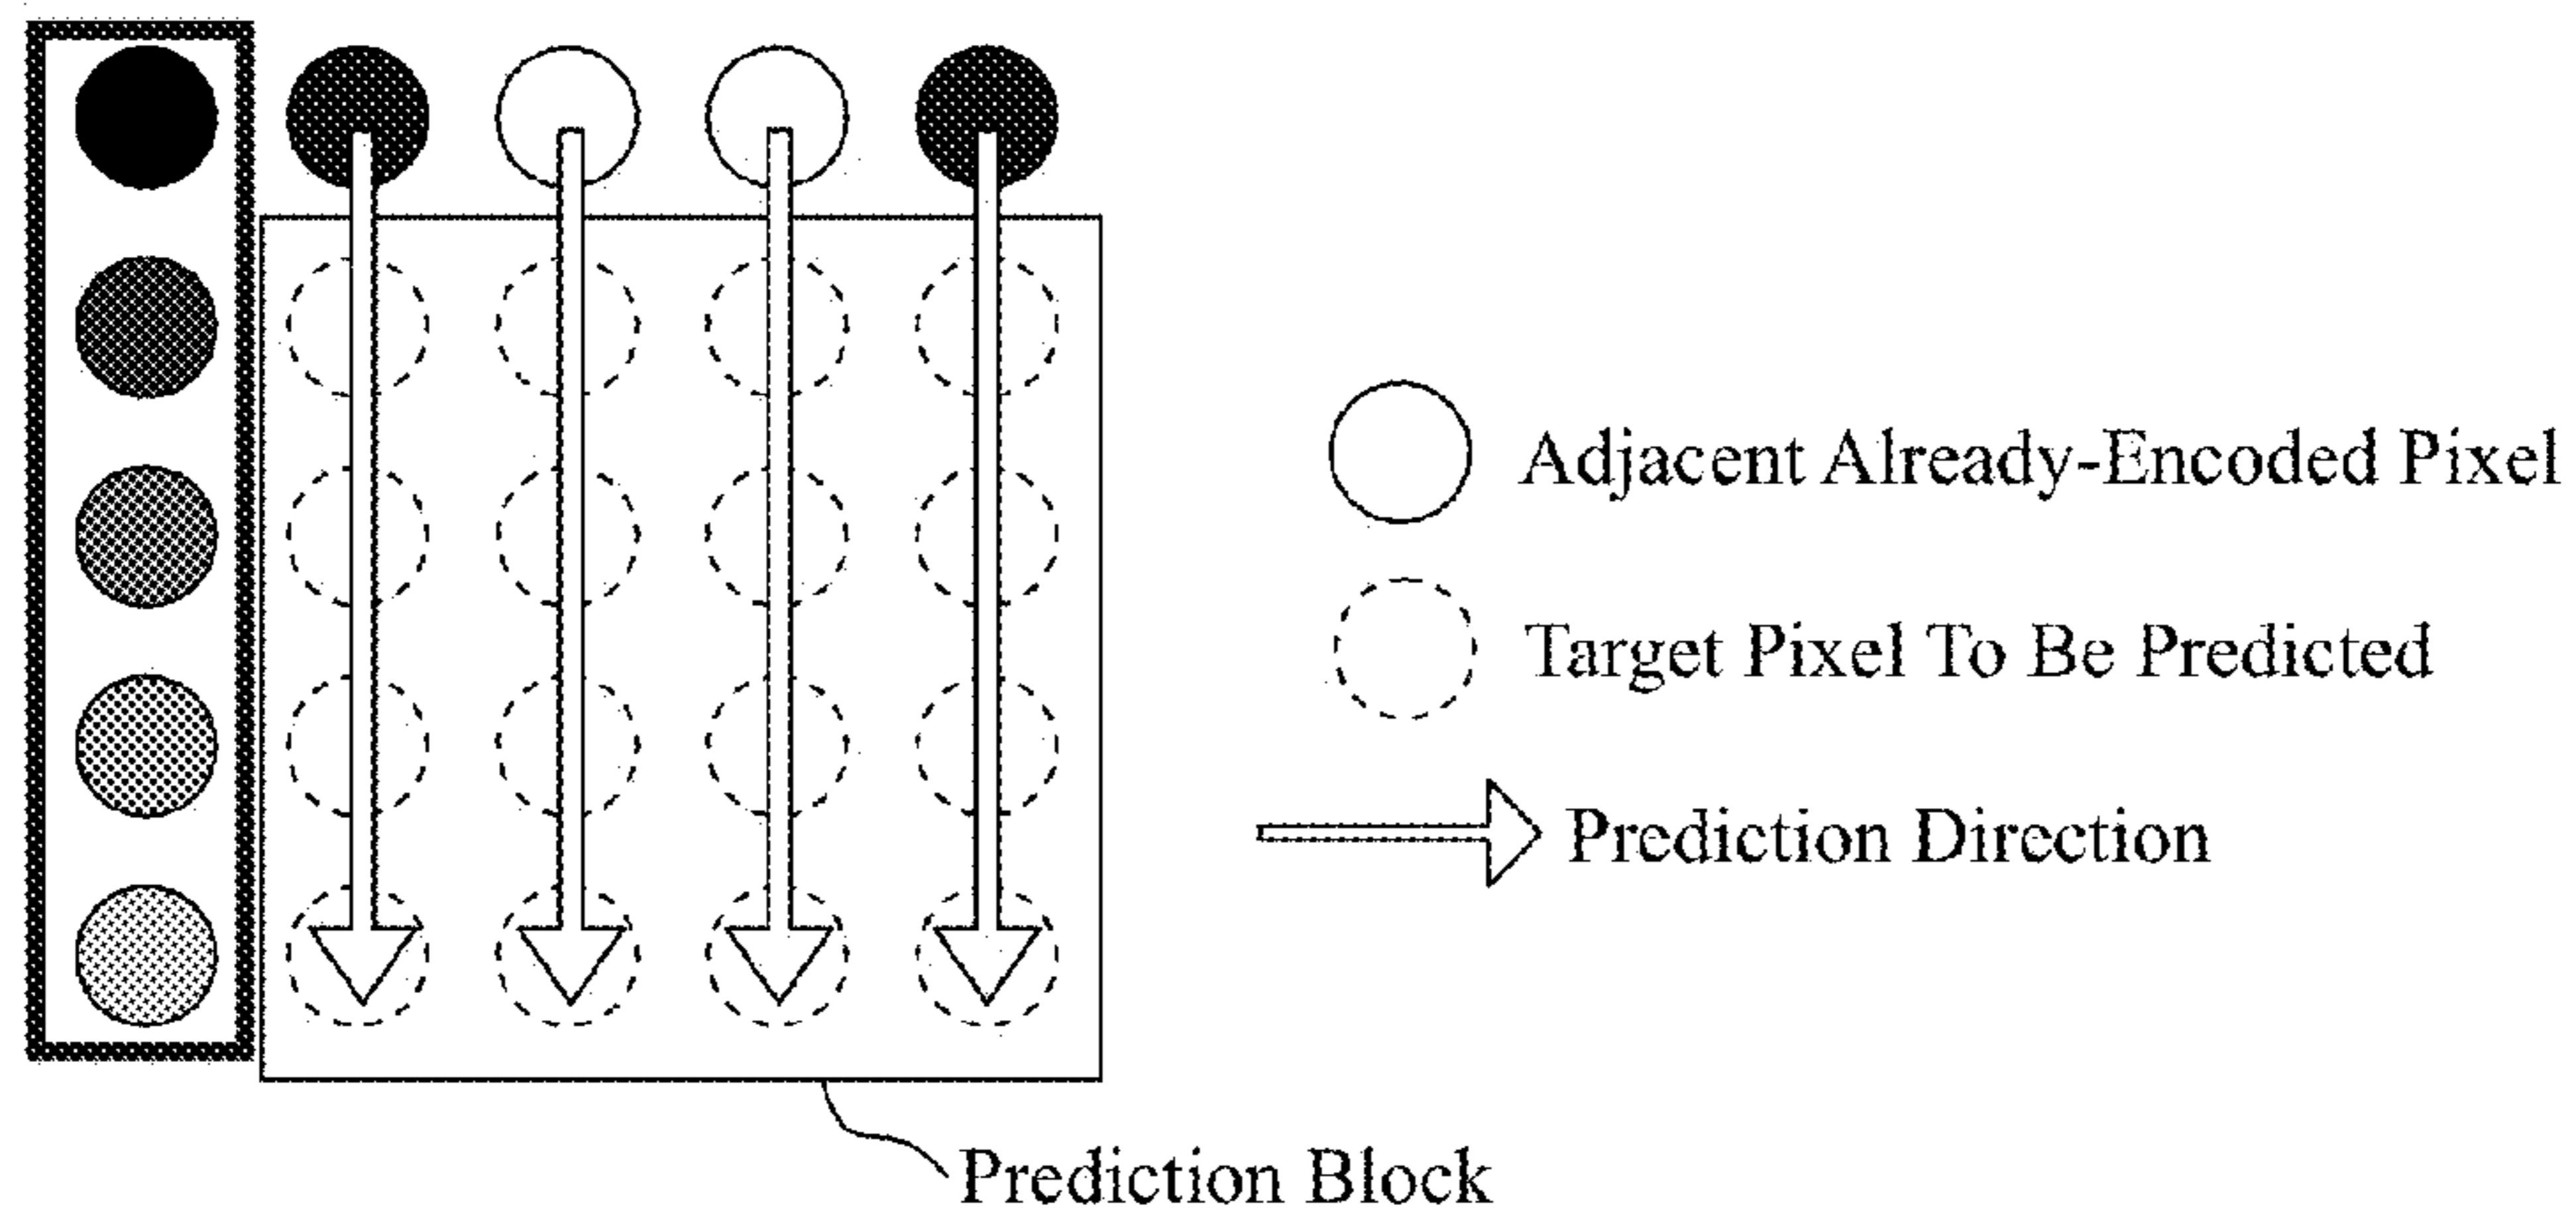 Adjacent Already-Encoded Pixel
Target Pixel To Be Predicted
Prediction Direction
Prediction Block